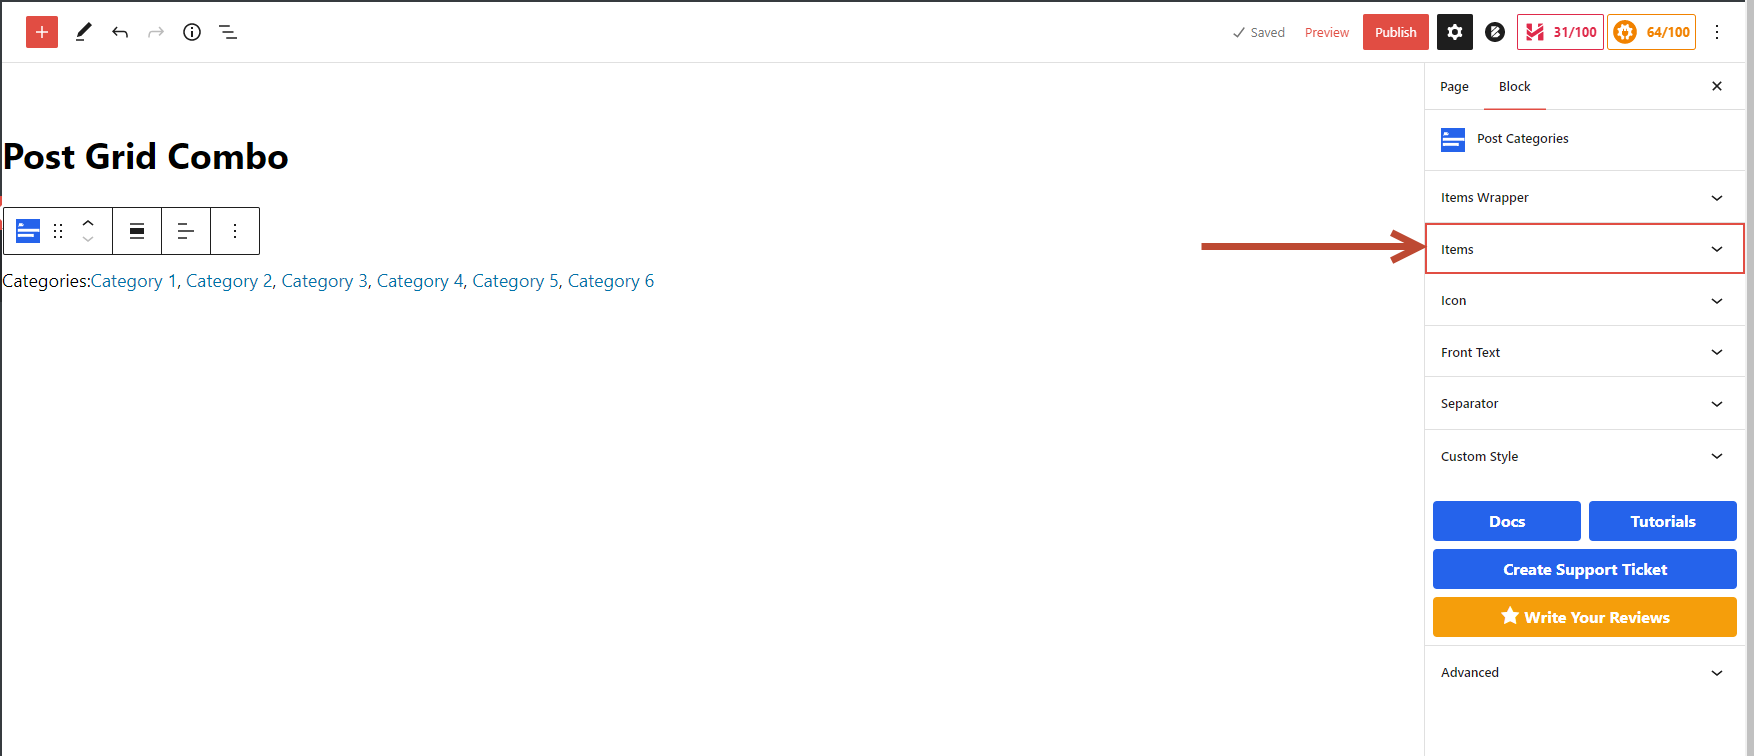 Saved Preview Publish 31/100 64/100
Page Block
Post Categories
Post Grid Combo
Items Wrapper
Items
Categories:Category 1, Category 2, Category 3, Category 4, Category 5, Category 6
Icon
Front Text
Separator
Custom Style
Docs Tutorials
Create Support Ticket
Write Your Reviews
Advanced